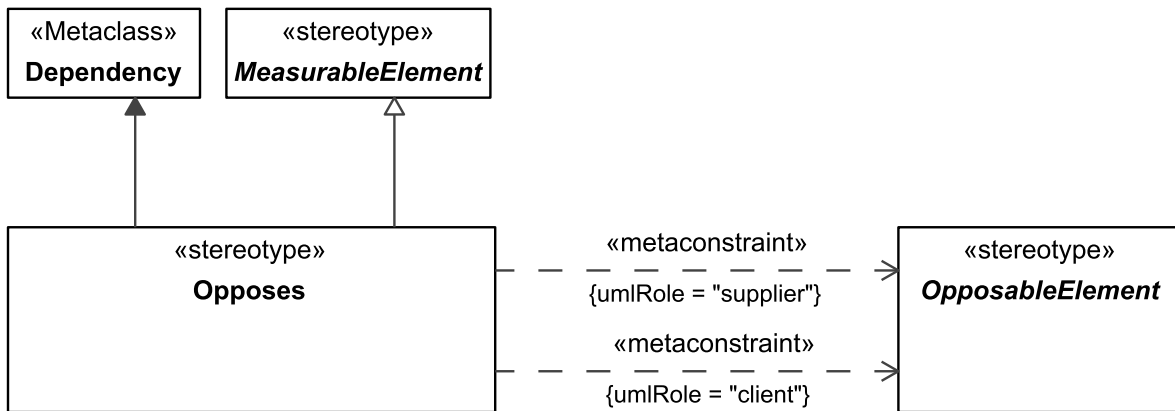 «Metaclass»
Dependency
«stereotype»
MeasurableElement
«stereotype»
Opposes
«metaconstraint»
{umlRole = "supplier"}
«metaconstraint»
{umlRole = "client"}
«stereotype»
OpposableElement